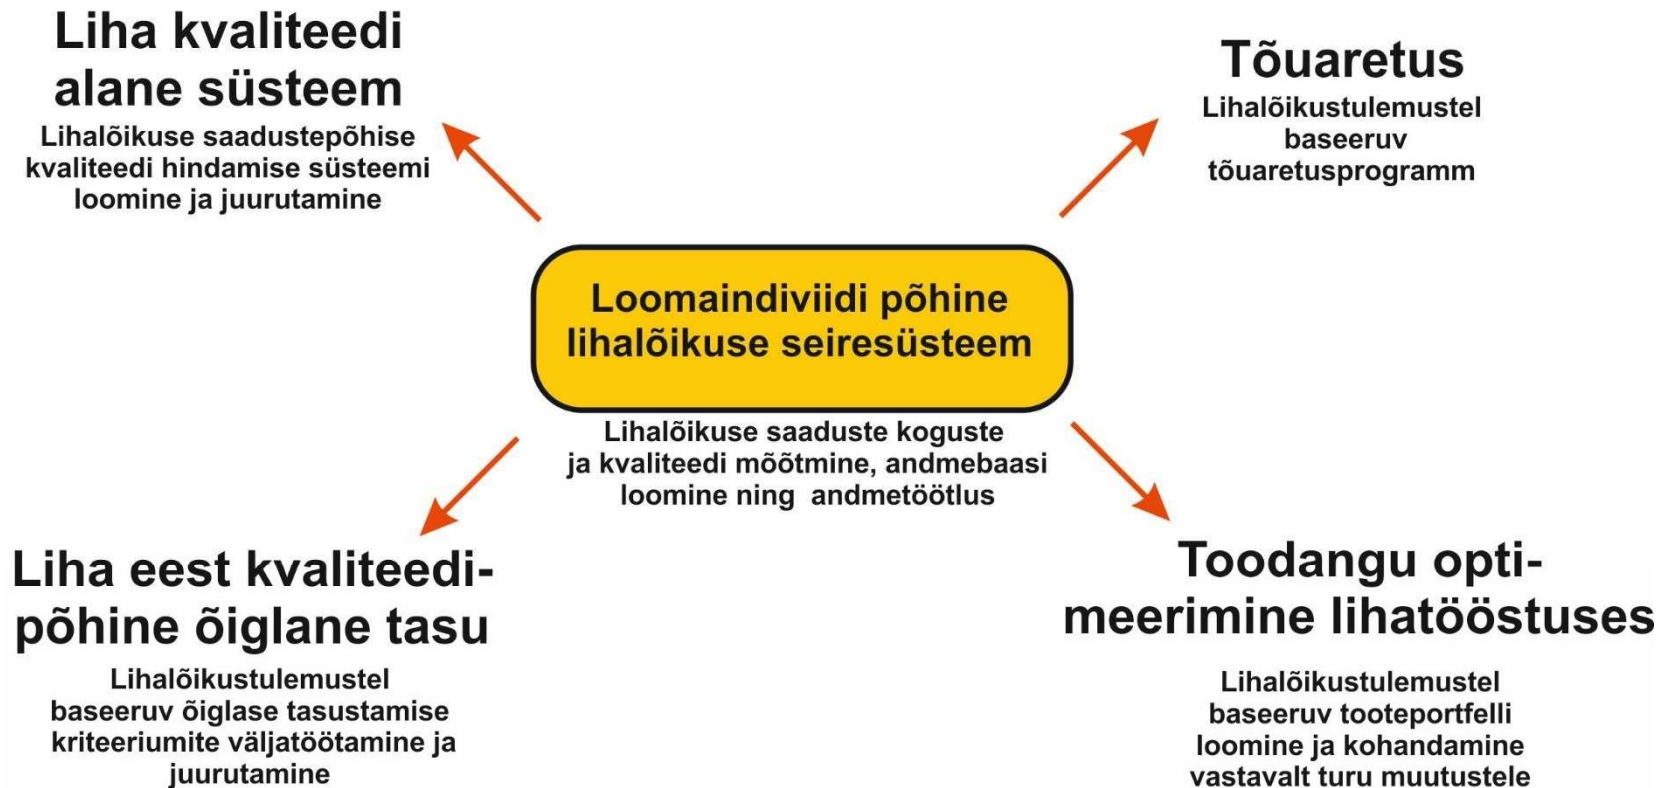 Liha kvaliteedi
alane süsteem
Lihalõikuse saadustepõhise
kvaliteedi hindamise süsteemi
loomine ja juurutamine
Tõuaretus
Lihalõikustulemustel
baseeruv
tõuaretusprogramm
Loomaindiviidi põhine
lihalõikuse seiresüsteem
Lihalõikuse saaduste koguste
ja kvaliteedi mõõtmine, andmebaasi
loomine ning andmetöötlus
Liha eest kvaliteedi-
põhine õiglane tasu
Lihalõikustulemustel
baseeruv õiglase tasustamise
kriteeriumite väljatöötamine ja
juurutamine
Toodangu opti-
meerimine lihatööstuses
Lihalõikustulemustel
baseeruv tooteportfelli
loomine ja kohandamine
vastavalt turu muutustele